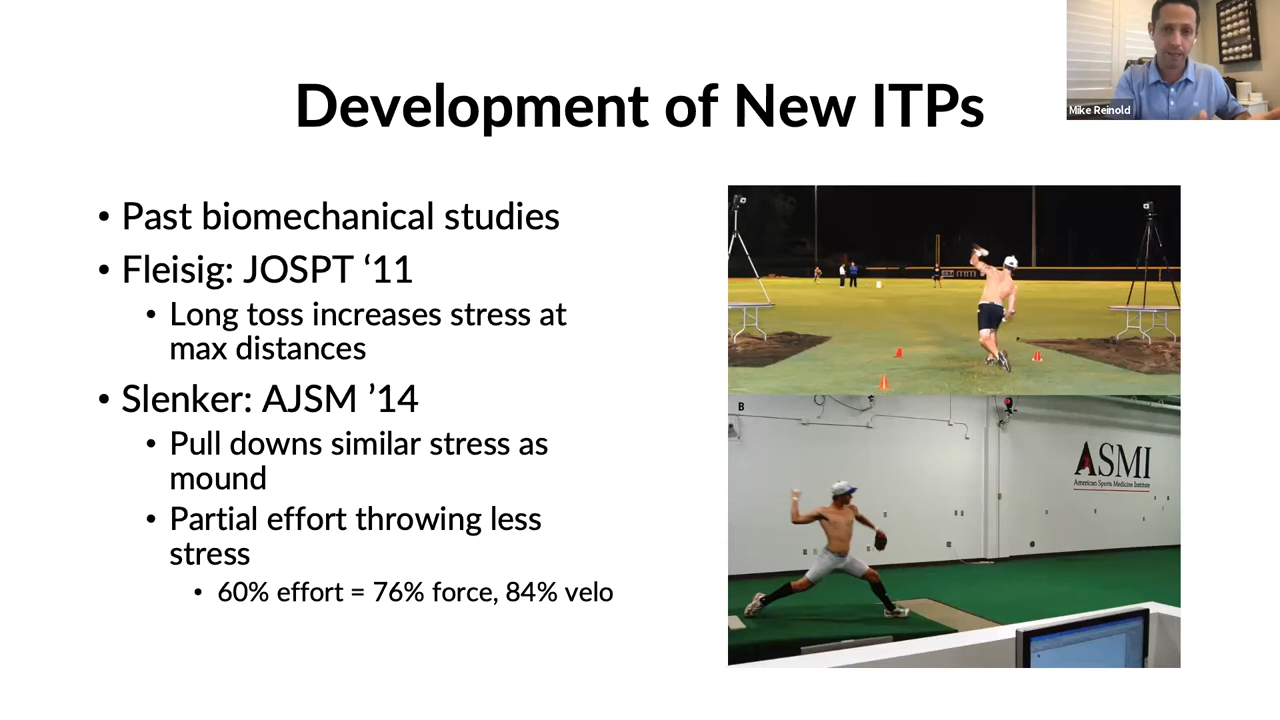 Mike Reinold
Development of New ITPs
• Past biomechanical studies
• Fleisig: JOSPT ‘11
• Long toss increases stress at
max distances
• Slenker: AJSM ’14
• Pull downs similar stress as
mound
• Partial effort throwing less
stress
• 60% effort = 76% force, 84% velo
B
ASMI
American Sports Medicine Institute